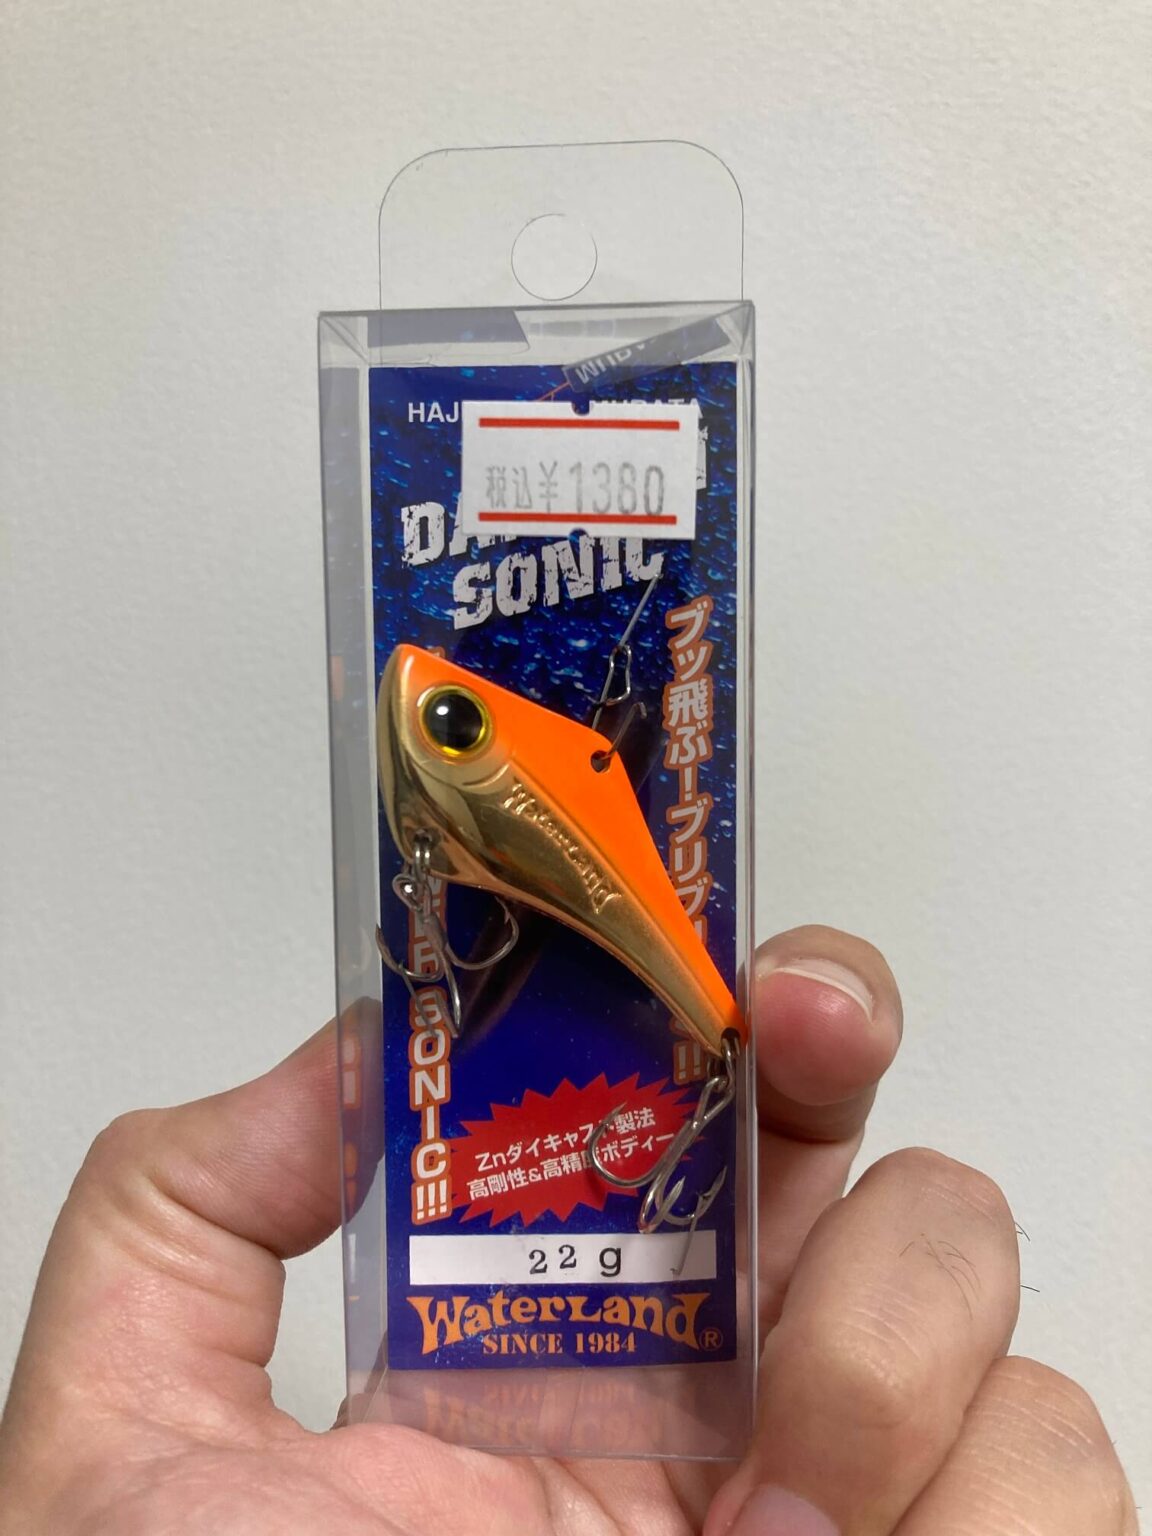 HAJ
MURATA
税込¥1380
SONIC
ブッ飛ぶ!ブリブリ
SONIC!!!
Waterland
Znダイキャスト製法
高剛性&高精度ボディー
22g
WaterLand®
SINCE 1984